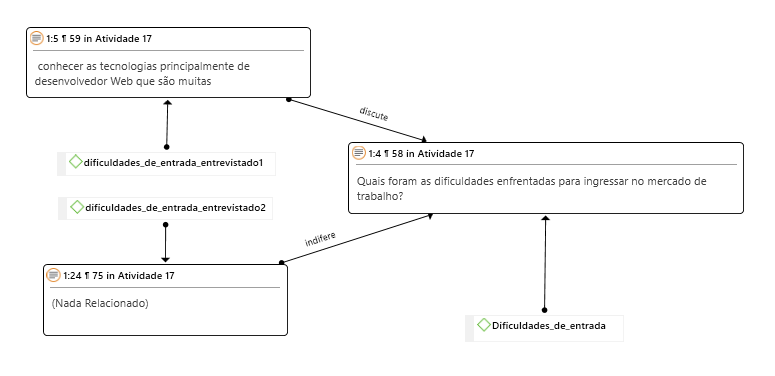 1:5 ¶ 59 in Atividade 17
conhecer as tecnologias principalmente de
desenvolvedor Web que são muitas
discute
1:4 ¶ 58 in Atividade 17
Quais foram as dificuldades enfrentadas para ingressar no mercado de
trabalho?
dificuldades_de_entrada_entrevistado1
dificuldades_de_entrada_entrevistado2
indifere
1:24 ¶ 75 in Atividade 17
(Nada Relacionado)
Dificuldades_de_entrada